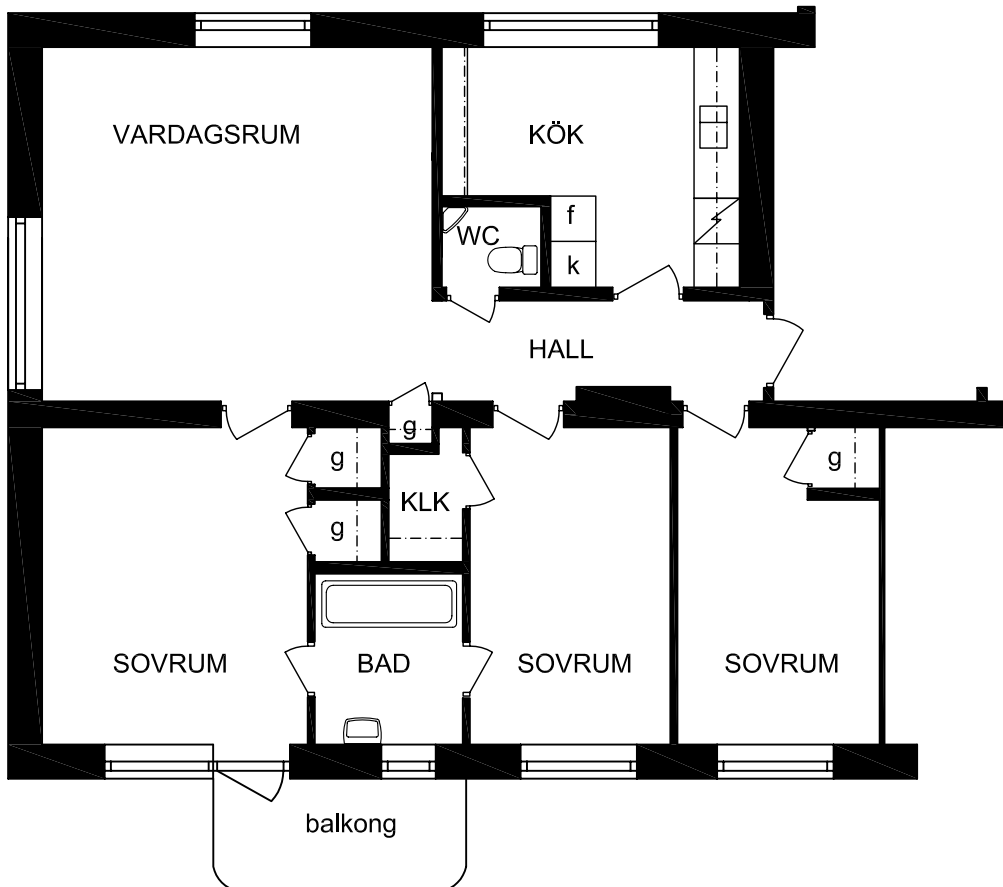 VARDAGSRUM
KÖK
f
WC
k
HALL
g
g
g
KLK
g
SOVRUM
BAD
SOVRUM
SOVRUM
balkong